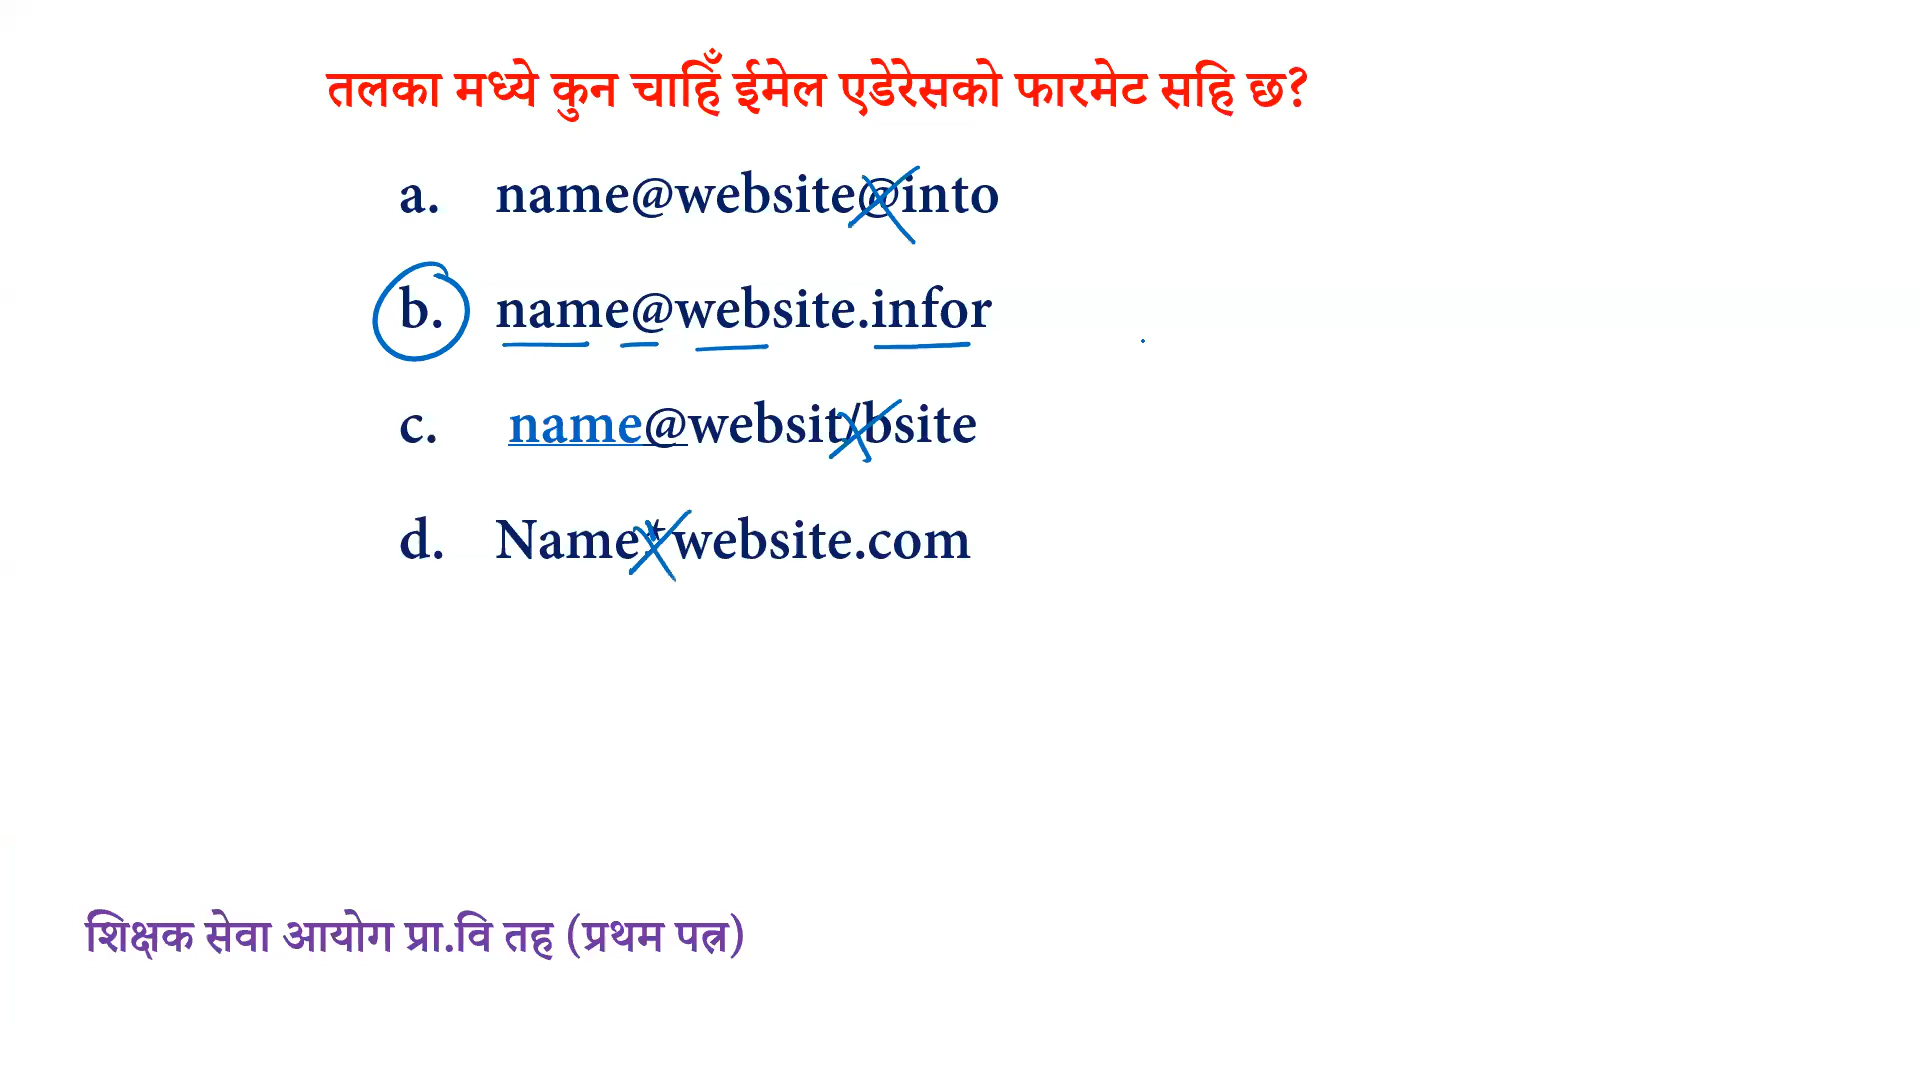 तलका मध्ये कुन चाहिँ ईमेल एडेरेसको फारमेट सहि छ?
a. name@website@into
b. name@website.infor
c. name@websit/bsite
d. Name*website.com
शिक्षक सेवा आयोग प्रा.वि तह (प्रथम पत्र)